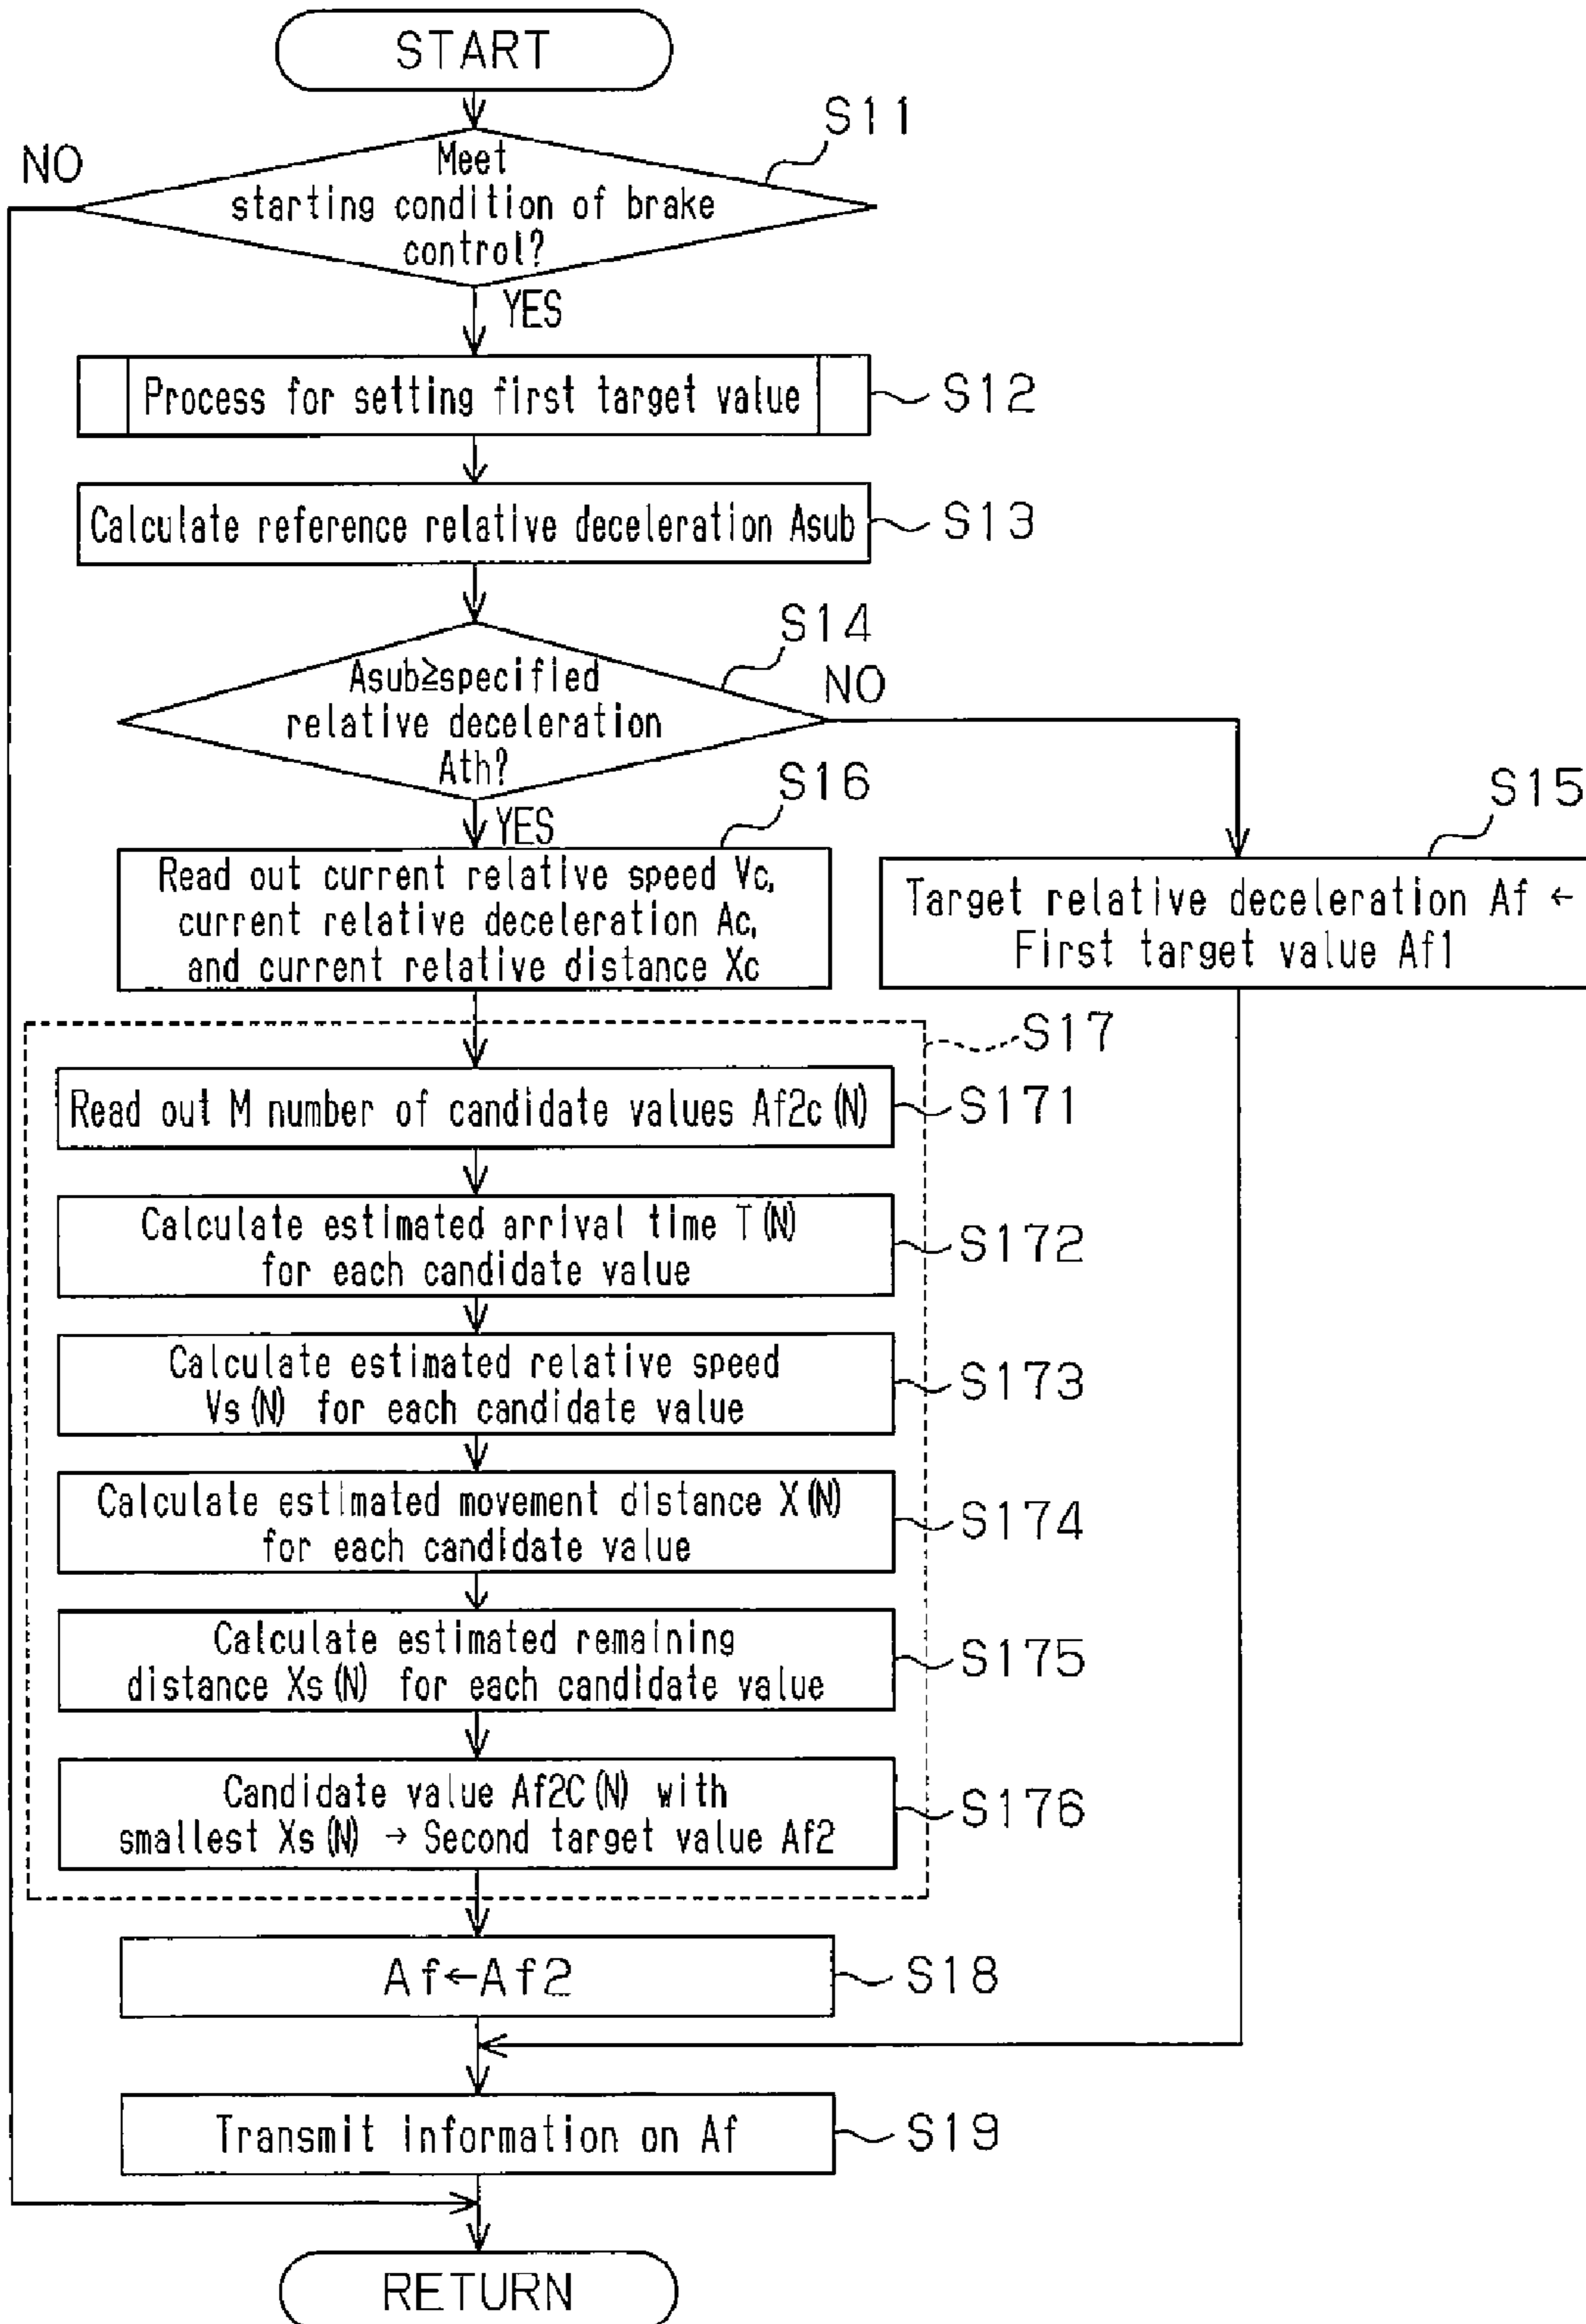 START
S11
NO
Meet
starting condition of brake
control?
YES
Process for setting first target value
S12
Calculate reference relative deceleration Asub
S13
S14
Asub≧specified
relative deceleration
Ath?
NO
YES
S16
S15
Read out current relative speed Vc,
current relative deceleration Ac,
and current relative distance Xc
Target relative deceleration Af ←
First target value Af1
S17
Read out M number of candidate values Af2c(N)
S171
Calculate estimated arrival time T(N)
for each candidate value
S172
Calculate estimated relative speed
Vs(N) for each candidate value
S173
Calculate estimated movement distance X(N)
for each candidate value
S174
Calculate estimated remaining
distance Xs(N) for each candidate value
S175
Candidate value Af2C(N) with
smallest Xs(N) → Second target value Af2
S176
Af←Af2
S18
Transmit information on Af
S19
RETURN